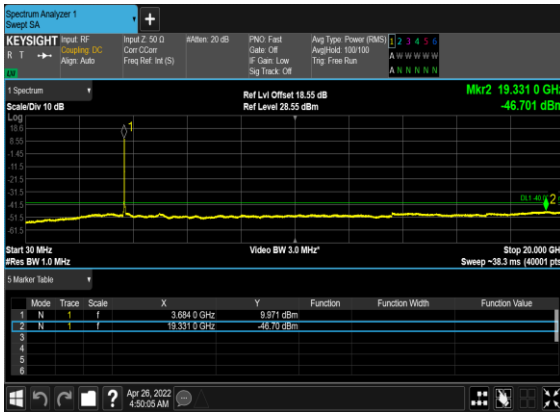 Spectrum Analyzer 1
Swept SA
KEYSIGHT
R T
Input: RF
Coupling: DC
Align: Auto
Input Z: 50 Ω
Corr CCorr
Freq Ref: Int (S)
#Atten: 20 dB
PNO: Fast
Gate: Off
IF Gain: Low
Sig Track: Off
Avg Type: Power (RMS)
Avg|Hold: 100/100
Trig: Free Run
1 2 3 4 5 6
A W W W W W
A N N N N N
1 Spectrum
Scale/Div 10 dB
Log
Ref Lvl Offset 18.55 dB
Ref Level 28.55 dBm
Mkr2 19.331 0 GHz
-46.701 dBm
18.6
8.55
-1.45
-11.5
-21.5
-31.5
-41.5
-51.5
-61.5
1
2
Start 30 MHz
#Res BW 1.0 MHz
Video BW 3.0 MHz*
Stop 20.000 GH
Sweep ~38.3 ms (40001 pts
5 Marker Table
Mode Trace Scale X Y Function Function Width Function Value
1 N 1 f 3.684 0 GHz 9.971 dBm
2 N 1 f 19.331 0 GHz -46.70 dBm
3
4
5
6
Apr 26, 2022
4:50:05 AM